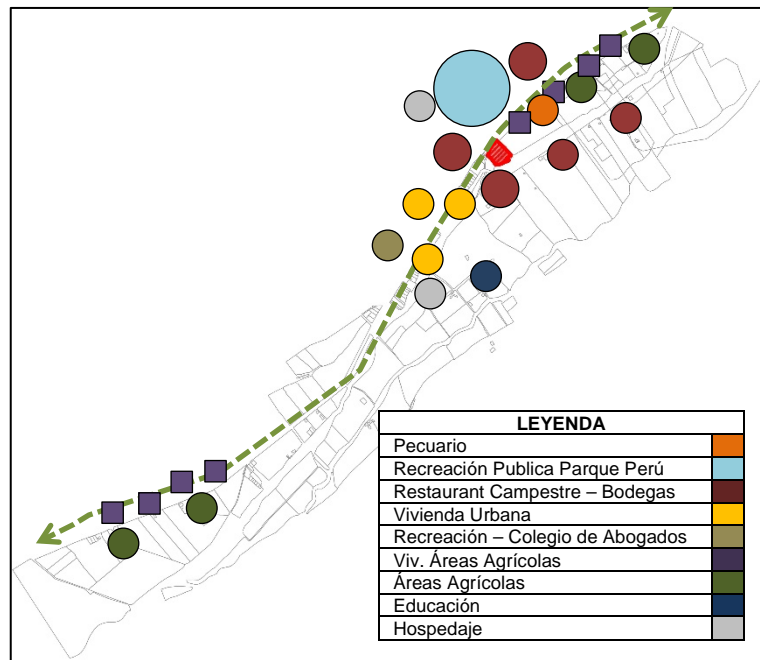 LEYENDA
Pecuario
Recreación Publica Parque Perú
Restaurant Campestre – Bodegas
Vivienda Urbana
Recreación – Colegio de Abogados
Viv. Áreas Agrícolas
Áreas Agrícolas
Educación
Hospedaje